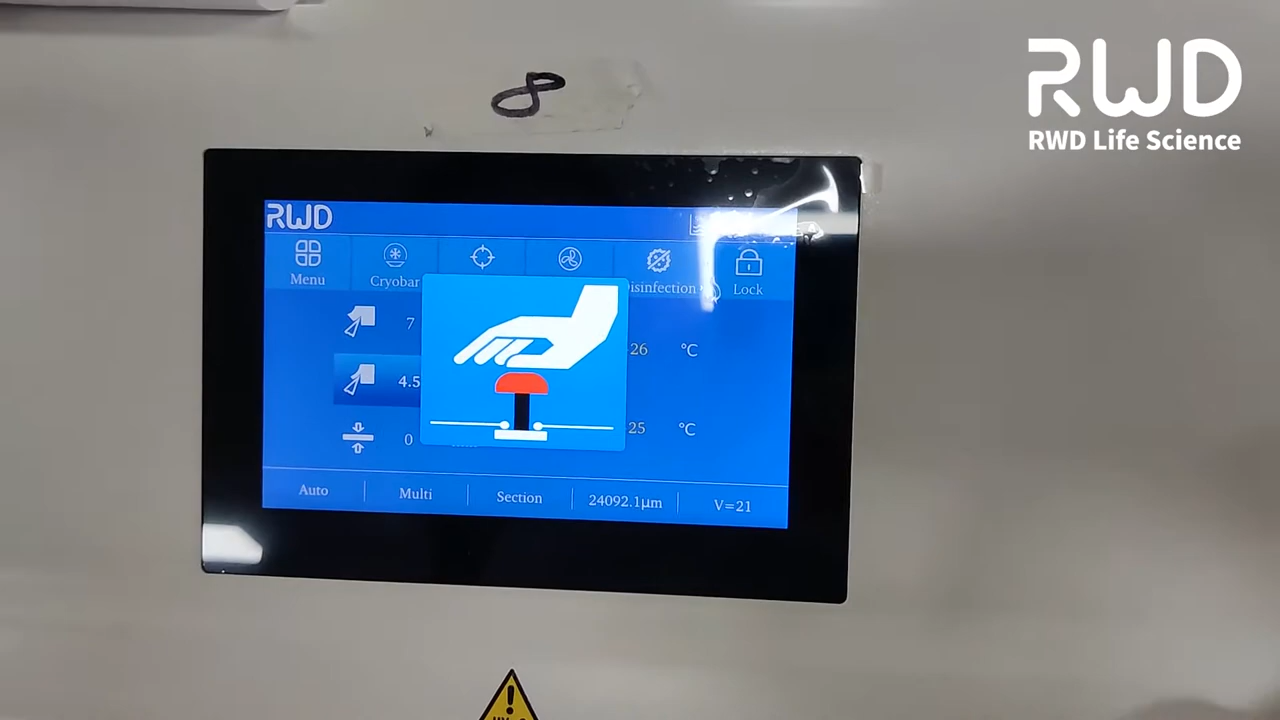 RWD
RWD Life Science
8
RWD
Menu
Cryobar
isinfection
Lock
7
26 °C
4.5
25 °C
0
Auto Multi Section 24092.1μm V=21